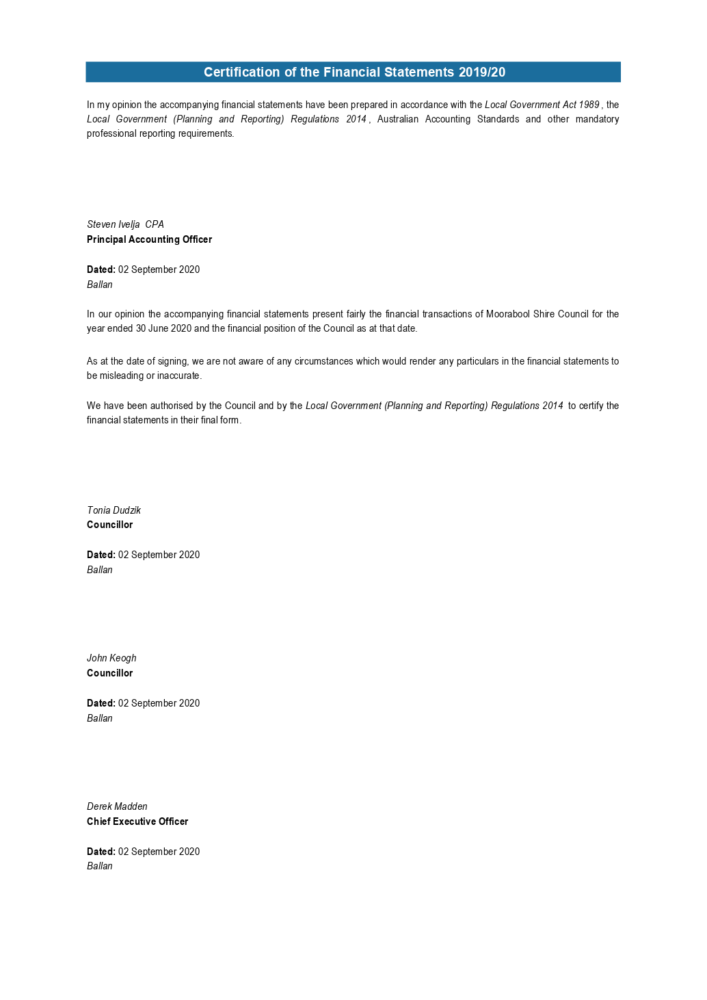 Certification of the Financial Statements 2019/20
In my opinion the accompanying financial statements have been prepared in accordance with the Local Government Act 1989 , the
Local Government (Planning and Reporting) Regulations 2014 , Australian Accounting Standards and other mandatory
professional reporting requirements.
Steven Ivelja CPA
Principal Accounting Officer
Dated: 02 September 2020
Ballan
In our opinion the accompanying financial statements present fairly the financial transactions of Moorabool Shire Council for the
year ended 30 June 2020 and the financial position of the Council as at that date.
As at the date of signing, we are not aware of any circumstances which would render any particulars in the financial statements to
be misleading or inaccurate.
We have been authorised by the Council and by the Local Government (Planning and Reporting) Regulations 2014 to certify the
financial statements in their final form.
Tonia Dudzik
Councillor
Dated: 02 September 2020
Ballan
John Keogh
Councillor
Dated: 02 September 2020
Ballan
Derek Madden
Chief Executive Officer
Dated: 02 September 2020
Ballan